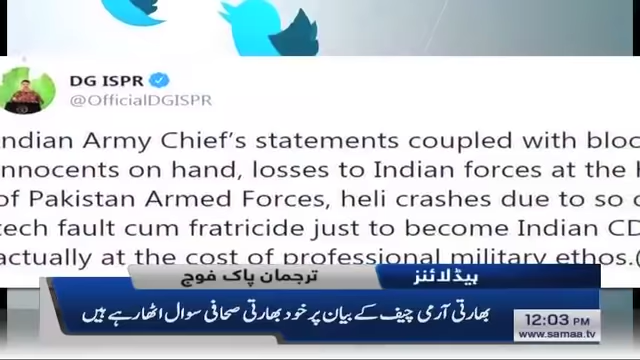 DG ISPR
@OfficialDGISPR
ndian Army Chief's statements coupled with bloo
nnocents on hand, losses to Indian forces at the h
of Pakistan Armed Forces, heli crashes due to so c
tech fault cum fratricide just to become Indian CD
actually at the cost of professional military ethos.(
ہیڈلائنز
ترجمان پاک فوج
بھارتی آرمی چیف کے بیان پر خود بھارتی صحافی سوال اٹھا رہے ہیں
12:03 PM
www.samaa.tv